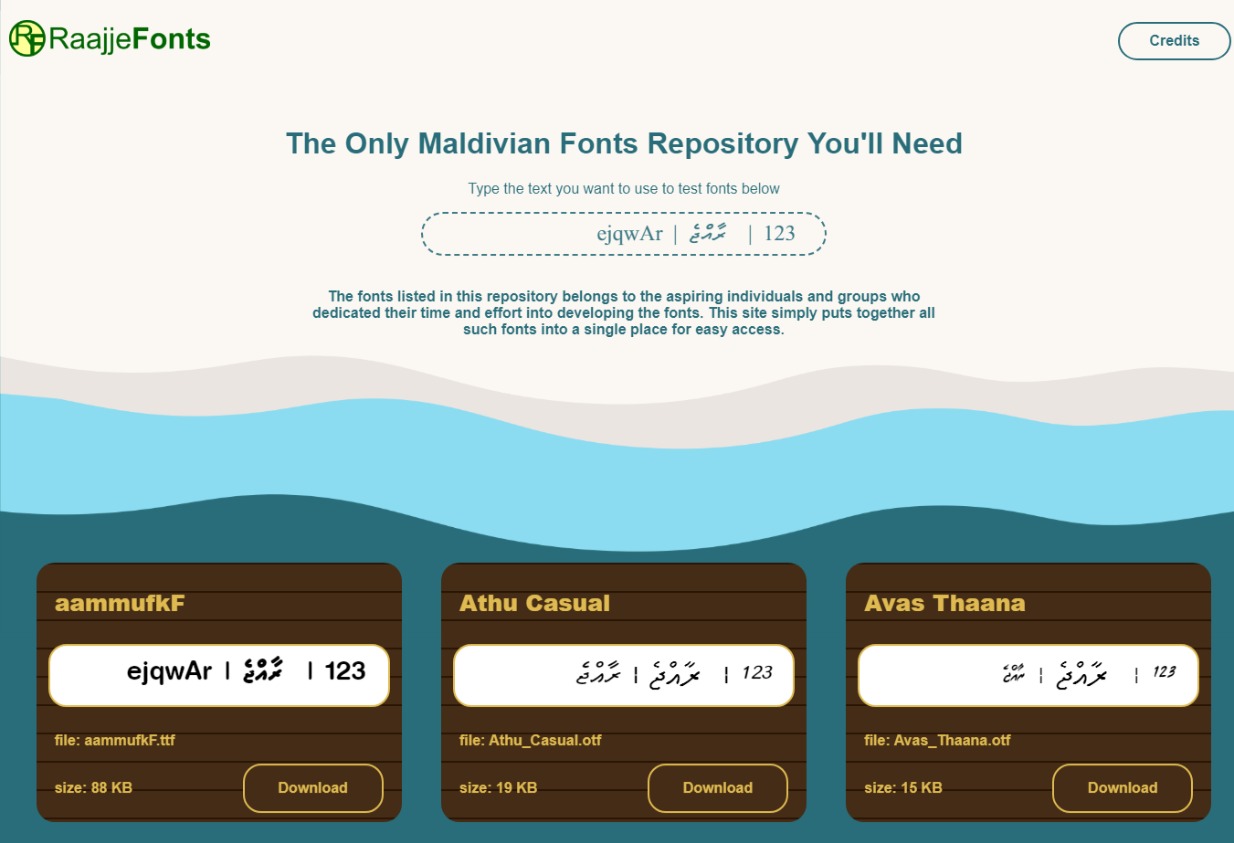 RF RaajjeFonts
Credits
The Only Maldivian Fonts Repository You'll Need
Type the text you want to use to test fonts below
ejqwAr | ރާއްޖެ | 123
The fonts listed in this repository belongs to the aspiring individuals and groups who
dedicated their time and effort into developing the fonts. This site simply puts together all
such fonts into a single place for easy access.
aammufkF
ejqwAr | ރާއްޖެ | 123
file: aammufkF.ttf
size: 88 KB
Download
Athu Casual
ރާއްޖެ | ރާއްޖެ | 123
file: Athu_Casual.otf
size: 19 KB
Download
Avas Thaana
ރާއްޖެ | ރާއްޖެ | 123
file: Avas_Thaana.otf
size: 15 KB
Download